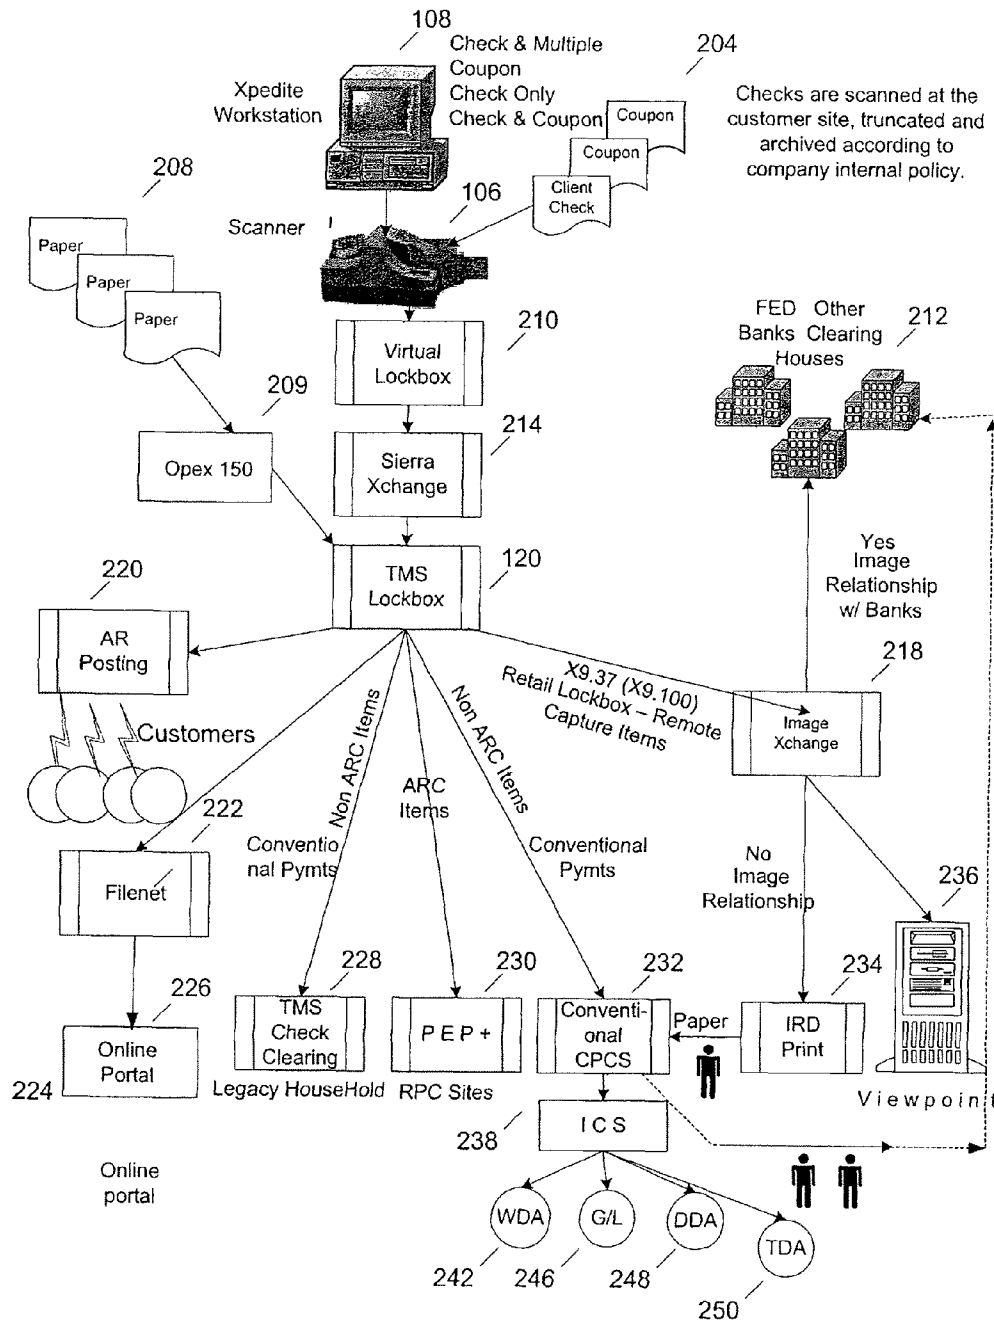 108
204
Xpedite
Workstation
Check & Multiple
Coupon
Check Only
Check & Coupon
Coupon
Coupon
Client
Check
Checks are scanned at the
customer site, truncated and
archived according to
company internal policy.
208
106
Scanner
Paper
Paper
Paper
210
Virtual
Lockbox
FED Other
Banks Clearing
Houses
212
209
Opex 150
214
Sierra
Xchange
120
TMS
Lockbox
220
AR
Posting
Yes
Image
Relationship
w/ Banks
218
X9.37 (X9.100)
Retail Lockbox – Remote
Capture Items
Image
Xchange
Customers
Non ARC Items
ARC
Items
Non ARC Items
222
Filenet
Conventio
nal Pymts
Conventional
Pymts
No
Image
Relationship
236
226
Online
Portal
224
228
TMS
Check
Clearing
Legacy HouseHold
230
P E P +
RPC Sites
232
Conventi-
onal
CPCS
Paper
234
IRD
Print
Viewpoint
238
I C S
Online
portal
WDA
G/L
DDA
TDA
242
246
248
250